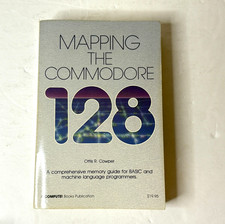 MAPPING
THE
COMMODORE
128
Ottis R. Cowper
A comprehensive memory guide for BASIC and
machine language programmers.
COMPUTE! Books Publication
$19.95